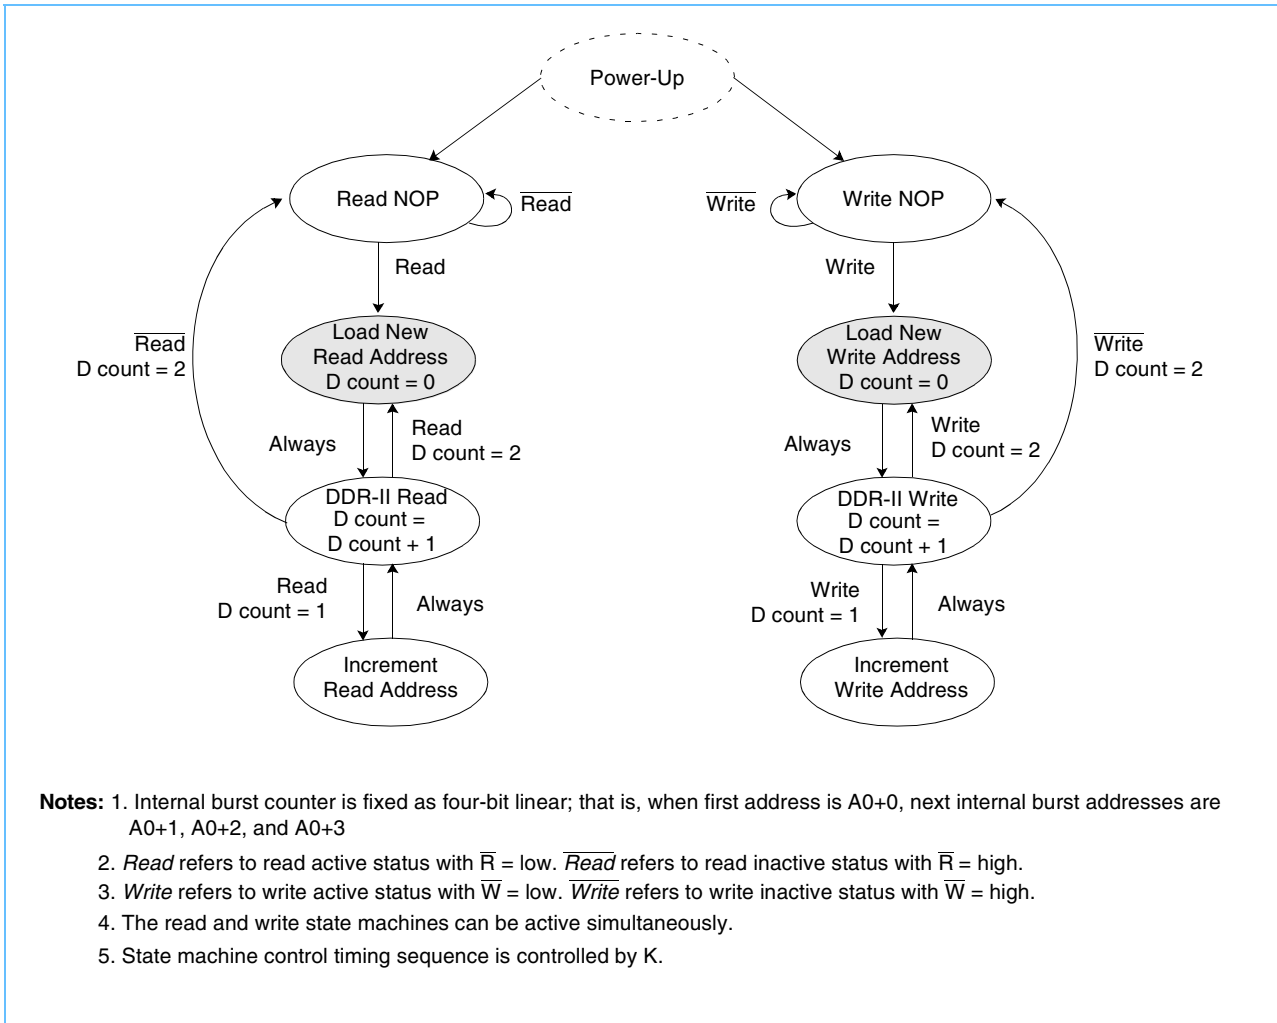 Power-Up
Read NOP
R̅e̅a̅d̅
W̅r̅i̅t̅e̅
Write NOP
Read
Write
Load New
Read Address
D count = 0
Load New
Write Address
D count = 0
R̅e̅a̅d̅
D count = 2
W̅r̅i̅t̅e̅
D count = 2
Always
Read
D count = 2
Always
Write
D count = 2
DDR-II Read
D count =
D count + 1
DDR-II Write
D count =
D count + 1
Read
D count = 1
Always
Write
D count = 1
Always
Increment
Read Address
Increment
Write Address
Notes: 1. Internal burst counter is fixed as four-bit linear; that is, when first address is A0+0, next internal burst addresses are
A0+1, A0+2, and A0+3
2. Read refers to read active status with R̅ = low. R̅e̅a̅d̅ refers to read inactive status with R̅ = high.
3. Write refers to write active status with W̅ = low. W̅r̅i̅t̅e̅ refers to write inactive status with W̅ = high.
4. The read and write state machines can be active simultaneously.
5. State machine control timing sequence is controlled by K.